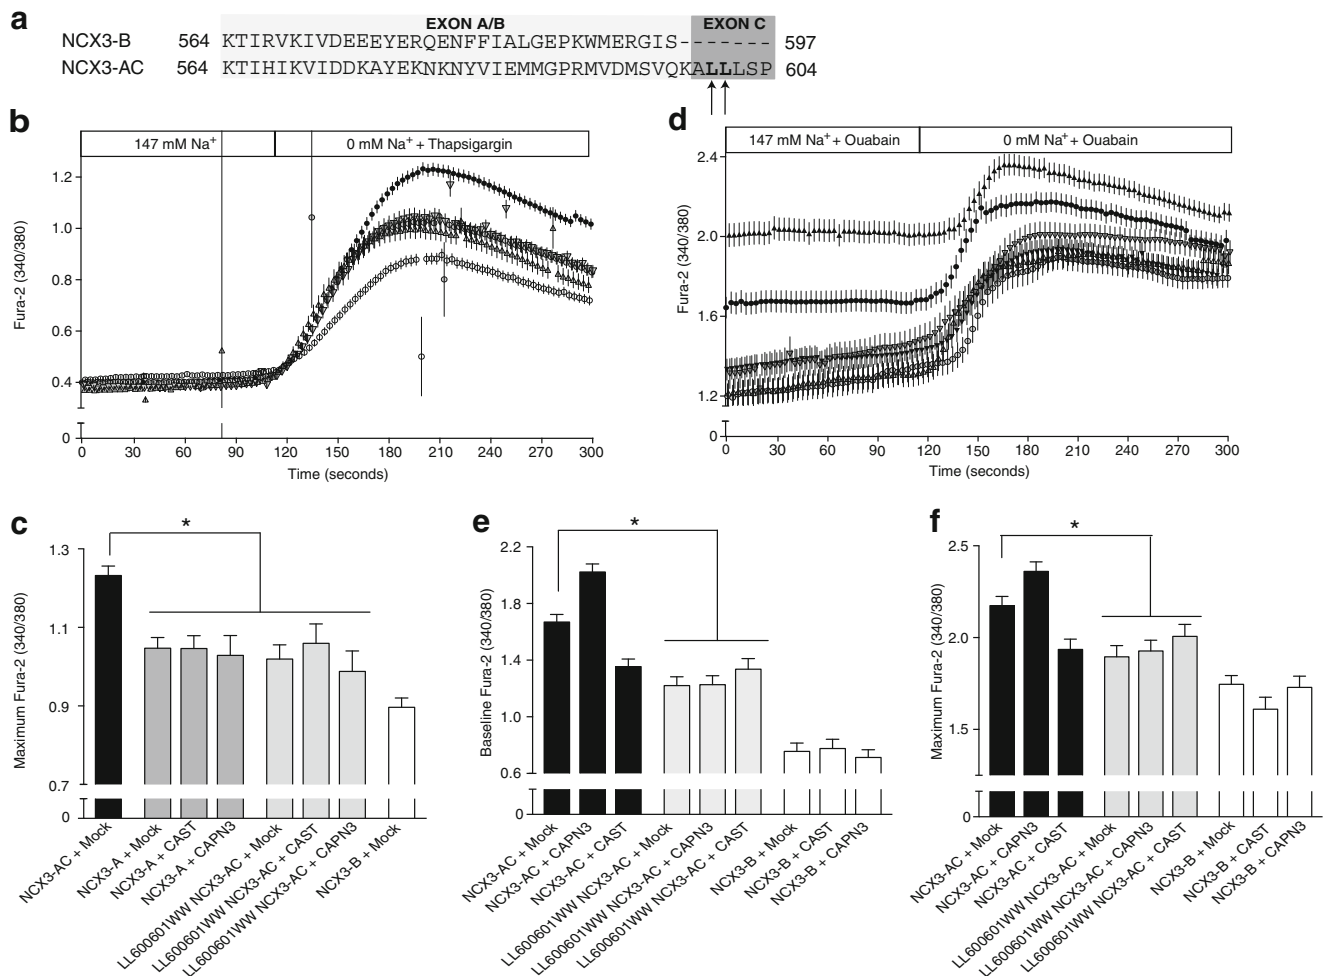 a
EXON A/B EXON C
NCX3-B 564 KTIRVKIVDEEEYERQENFFIALGEPKWMERGIS------- 597
NCX3-AC 564 KTIHIKVIDDKAYEKNKNYVIEMMGPRMVDMSVQKALLLSP 604
b
147 mM Na+ 0 mM Na+ + Thapsigargin
Fura-2 (340/380)
1.2
1.0
0.8
0.6
0.4
0
0 30 60 90 120 150 180 210 240 270 300
Time (seconds)
d
147 mM Na+ + Ouabain 0 mM Na+ + Ouabain
Fura-2 (340/380)
2.4
2.0
1.6
1.2
0
0 30 60 90 120 150 180 210 240 270 300
Time (seconds)
c
*
Maximum Fura-2 (340/380)
1.3
1.1
0.9
0.7
0
NCX3-AC + Mock
NCX3-A + Mock
NCX3-A + CAST
NCX3-A + CAPN3
LL600601WW NCX3-AC + Mock
LL600601WW NCX3-AC + CAST
LL600601WW NCX3-AC + CAPN3
NCX3-B + Mock
e
*
Baseline Fura-2 (340/380)
2.2
1.8
1.4
1.0
0.6
0
NCX3-AC + Mock
NCX3-AC + CAPN3
NCX3-AC + CAST
LL600601WW NCX3-AC + Mock
LL600601WW NCX3-AC + CAPN3
LL600601WW NCX3-AC + CAST
NCX3-B + Mock
NCX3-B + CAST
NCX3-B + CAPN3
f
*
Maximum Fura-2 (340/380)
2.5
2.0
1.5
0
NCX3-AC + Mock
NCX3-AC + CAPN3
NCX3-AC + CAST
LL600601WW NCX3-AC + Mock
LL600601WW NCX3-AC + CAPN3
LL600601WW NCX3-AC + CAST
NCX3-B + Mock
NCX3-B + CAST
NCX3-B + CAPN3